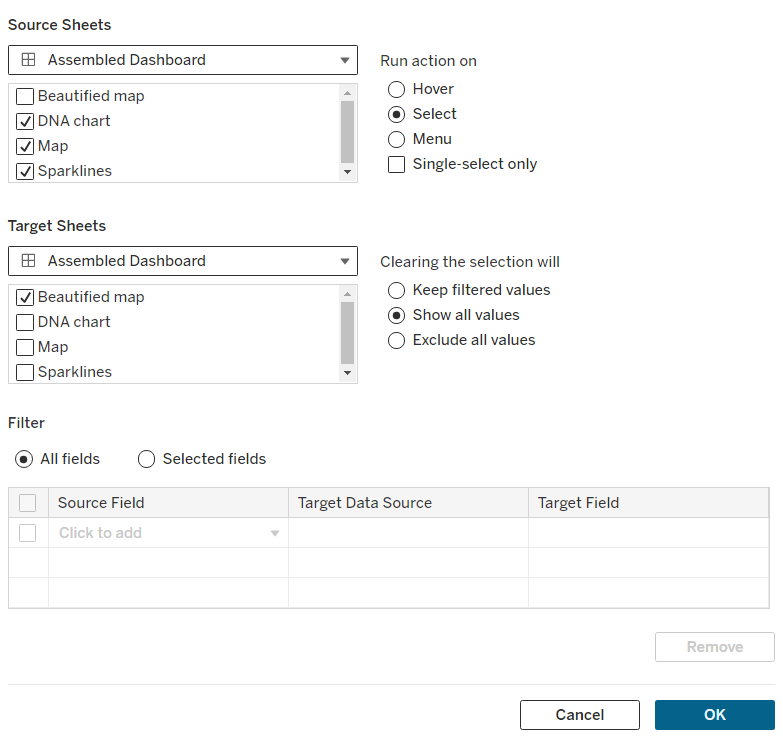 Source Sheets
Assembled Dashboard
Run action on
Beautified map
DNA chart
Map
Sparklines
Hover
Select
Menu
Single-select only
Target Sheets
Assembled Dashboard
Clearing the selection will
Beautified map
DNA chart
Map
Sparklines
Keep filtered values
Show all values
Exclude all values
Filter
All fields Selected fields
Source Field Target Data Source Target Field
Click to add
Remove
Cancel OK